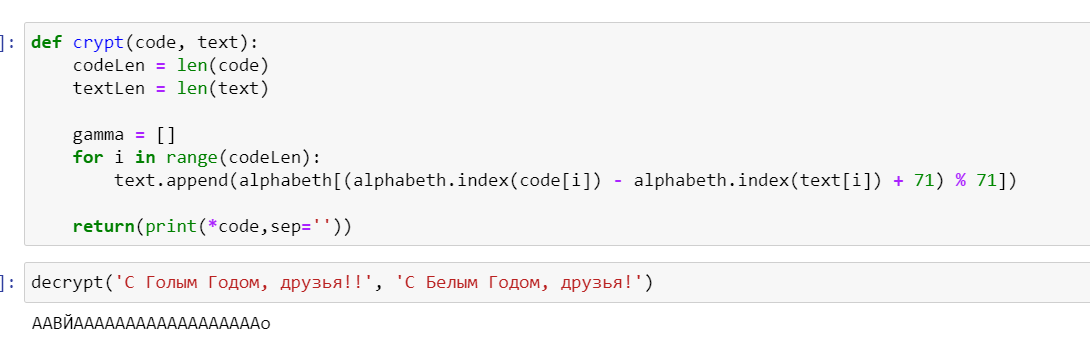 ]:
def crypt(code, text):
    codeLen = len(code)
    textLen = len(text)
    gamma = []
    for i in range(codeLen):
        text.append(alphabeth[(alphabeth.index(code[i]) - alphabeth.index(text[i]) + 71) % 71])
    return(print(*code,sep=''))
]:
decrypt('С Голым Годом, друзья!!', 'С Белым Годом, друзья!')
ААВЙААААААААААААААААААо